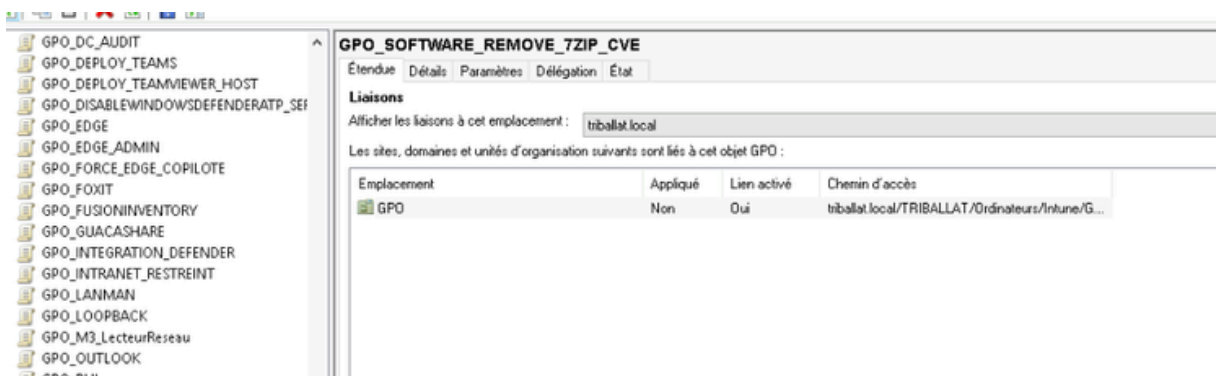 GPO_DC_AUDIT
GPO_DEPLOY_TEAMS
GPO_DEPLOY_TEAMVIEWER_HOST
GPO_DISABLEWINDOWSDEFENDERATP_SEF
GPO_EDGE
GPO_EDGE_ADMIN
GPO_FORCE_EDGE_COPILOTE
GPO_FOXIT
GPO_FUSIONINVENTORY
GPO_GUACASHARE
GPO_INTEGRATION_DEFENDER
GPO_INTRANET_RESTREINT
GPO_LANMAN
GPO_LOOPBACK
GPO_M3_LecteurReseau
GPO_OUTLOOK
GPO_SOFTWARE_REMOVE_7ZIP_CVE
Étendue Détails Paramètres Délégation État
Liaisons
Afficher les liaisons à cet emplacement : triballat.local
Les sites, domaines et unités d'organisation suivants sont liés à cet objet GPO :
Emplacement Appliqué Lien activé Chemin d'accès
GPO Non Oui triballat.local/TRIBALLAT/Ordinateurs/Intune/G...